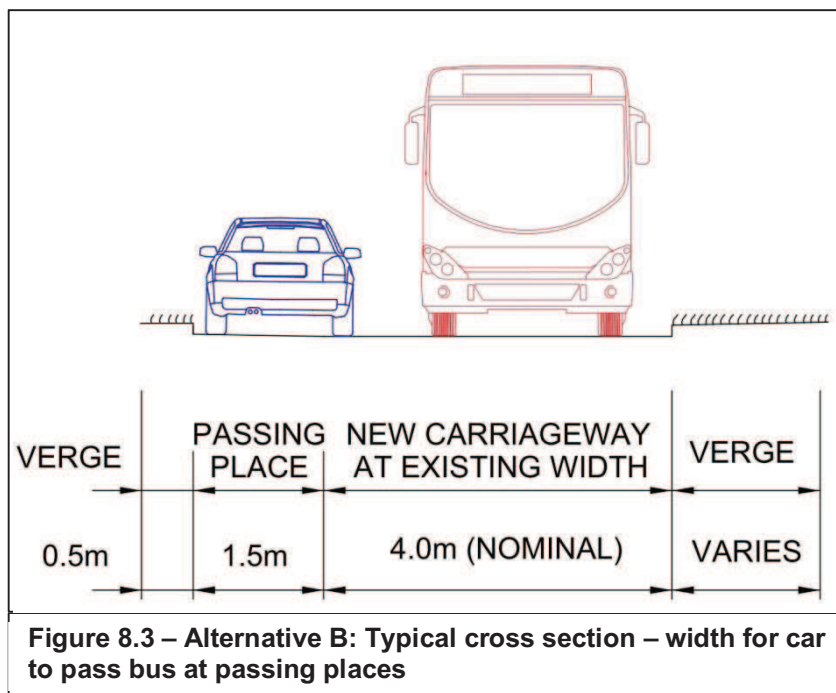 VERGE
PASSING PLACE
NEW CARRIAGEWAY AT EXISTING WIDTH
VERGE
0.5m
1.5m
4.0m (NOMINAL)
VARIES
Figure 8.3 – Alternative B: Typical cross section – width for car
to pass bus at passing places